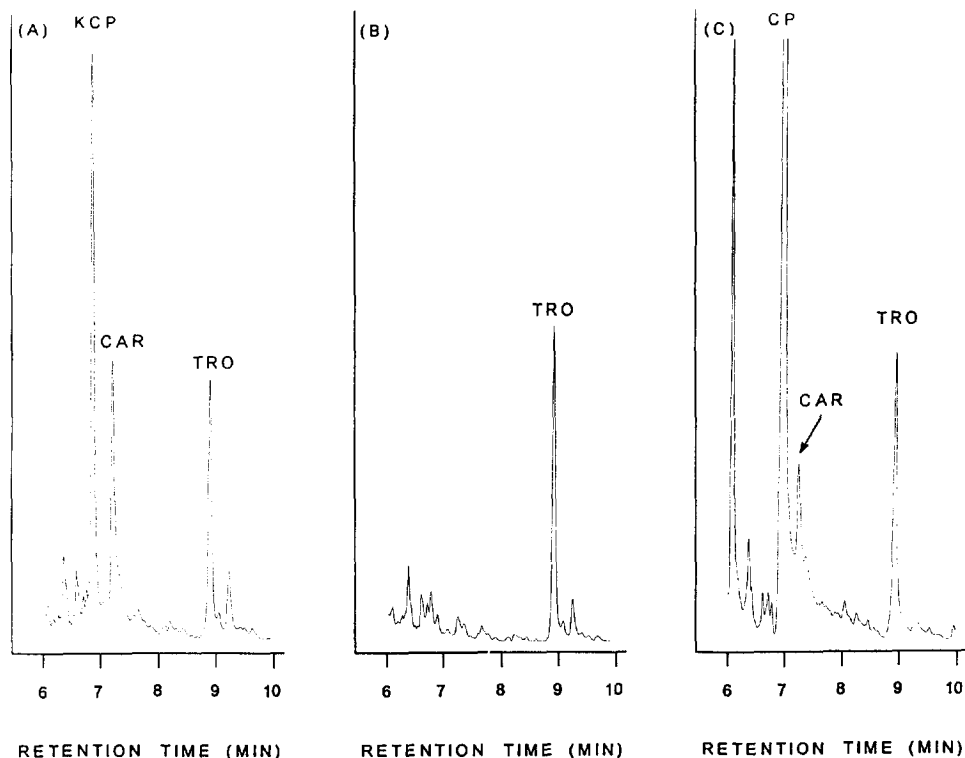 (A)
KCP
CAR
TRO
6 7 8 9 10
RETENTION TIME (MIN)
(B)
TRO
6 7 8 9 10
RETENTION TIME (MIN)
(C)
CP
CAR
TRO
6 7 8 9 10
RETENTION TIME (MIN)